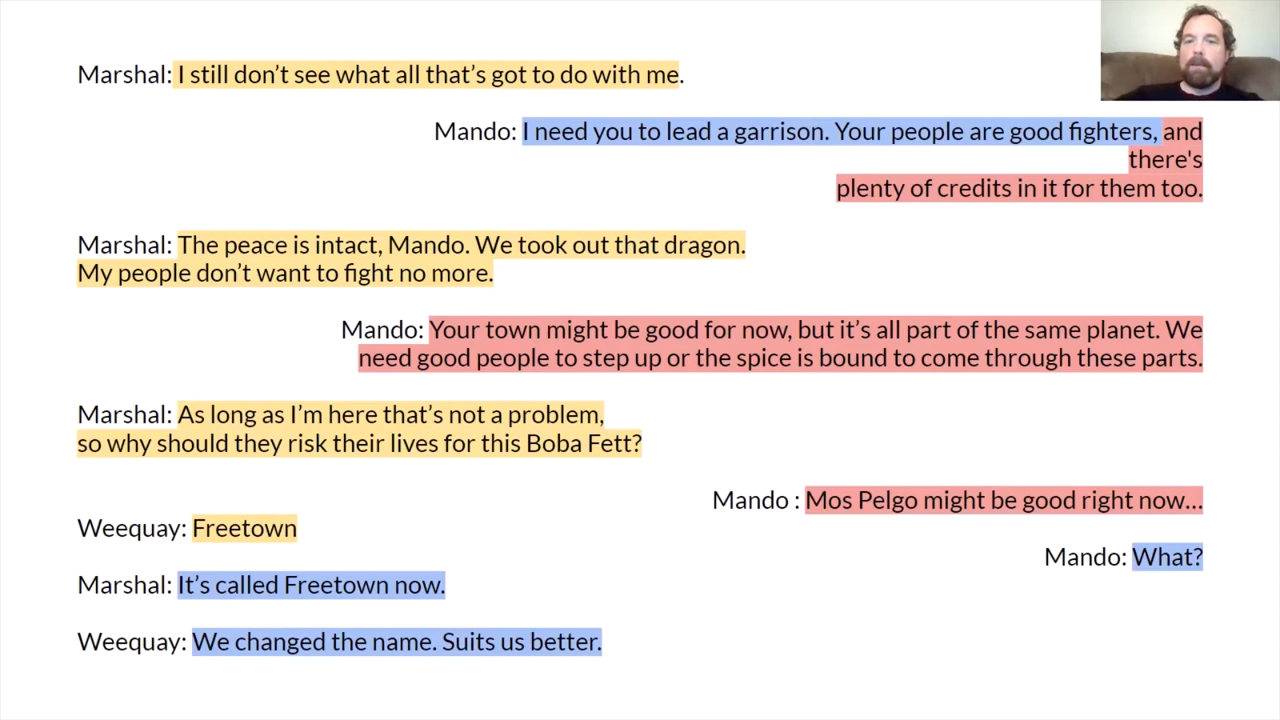 Marshal: I still don’t see what all that’s got to do with me.
Mando: I need you to lead a garrison. Your people are good fighters, and
there's
plenty of credits in it for them too.
Marshal: The peace is intact, Mando. We took out that dragon.
My people don’t want to fight no more.
Mando: Your town might be good for now, but it’s all part of the same planet. We
need good people to step up or the spice is bound to come through these parts.
Marshal: As long as I’m here that’s not a problem,
so why should they risk their lives for this Boba Fett?
Mando : Mos Pelgo might be good right now…
Weequay: Freetown
Mando: What?
Marshal: It’s called Freetown now.
Weequay: We changed the name. Suits us better.